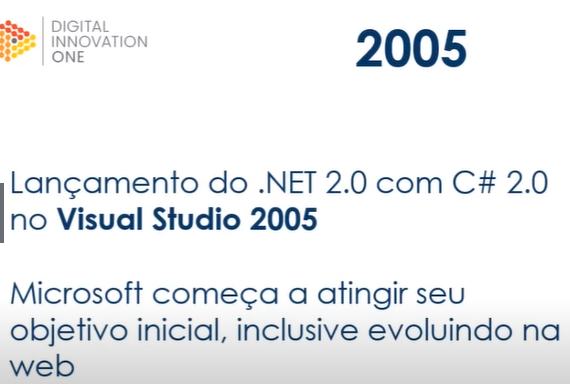 DIGITAL
INNOVATION
ONE
2005
Lançamento do .NET 2.0 com C# 2.0
no Visual Studio 2005
Microsoft começa a atingir seu
objetivo inicial, inclusive evoluindo na
web